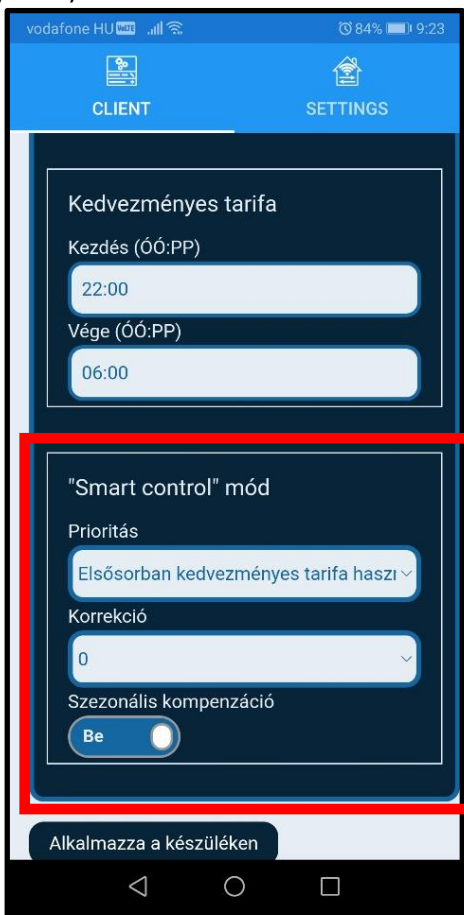 vodafone HU VoLTE 84% 9:23
CLIENT SETTINGS
Kedvezményes tarifa
Kezdés (ÓÓ:PP)
22:00
Vége (ÓÓ:PP)
06:00
"Smart control" mód
Prioritás
Elsősorban kedvezményes tarifa
Korrekció
0
Szezonális kompenzáció
Be
Alkalmazza a készüléken